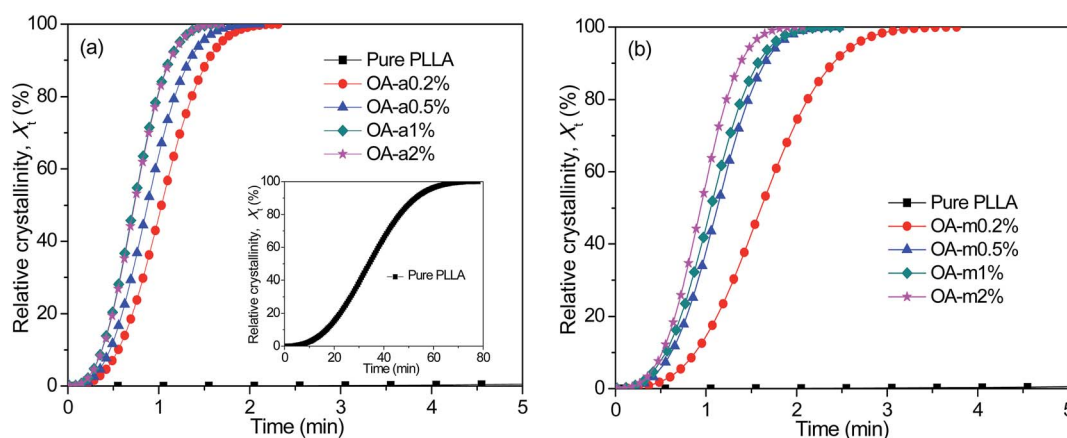 (a)
Relative crystallinity, Xt (%)
100
80
60
40
20
0
Pure PLLA
OA-a0.2%
OA-a0.5%
OA-a1%
OA-a2%
Relative crystallinity, Xt (%)
100
80
60
40
20
0
Pure PLLA
0 20 40 60 80
Time (min)
0 1 2 3 4 5
Time (min)
(b)
Relative crystallinity, Xt (%)
100
80
60
40
20
0
Pure PLLA
OA-m0.2%
OA-m0.5%
OA-m1%
OA-m2%
0 1 2 3 4 5
Time (min)